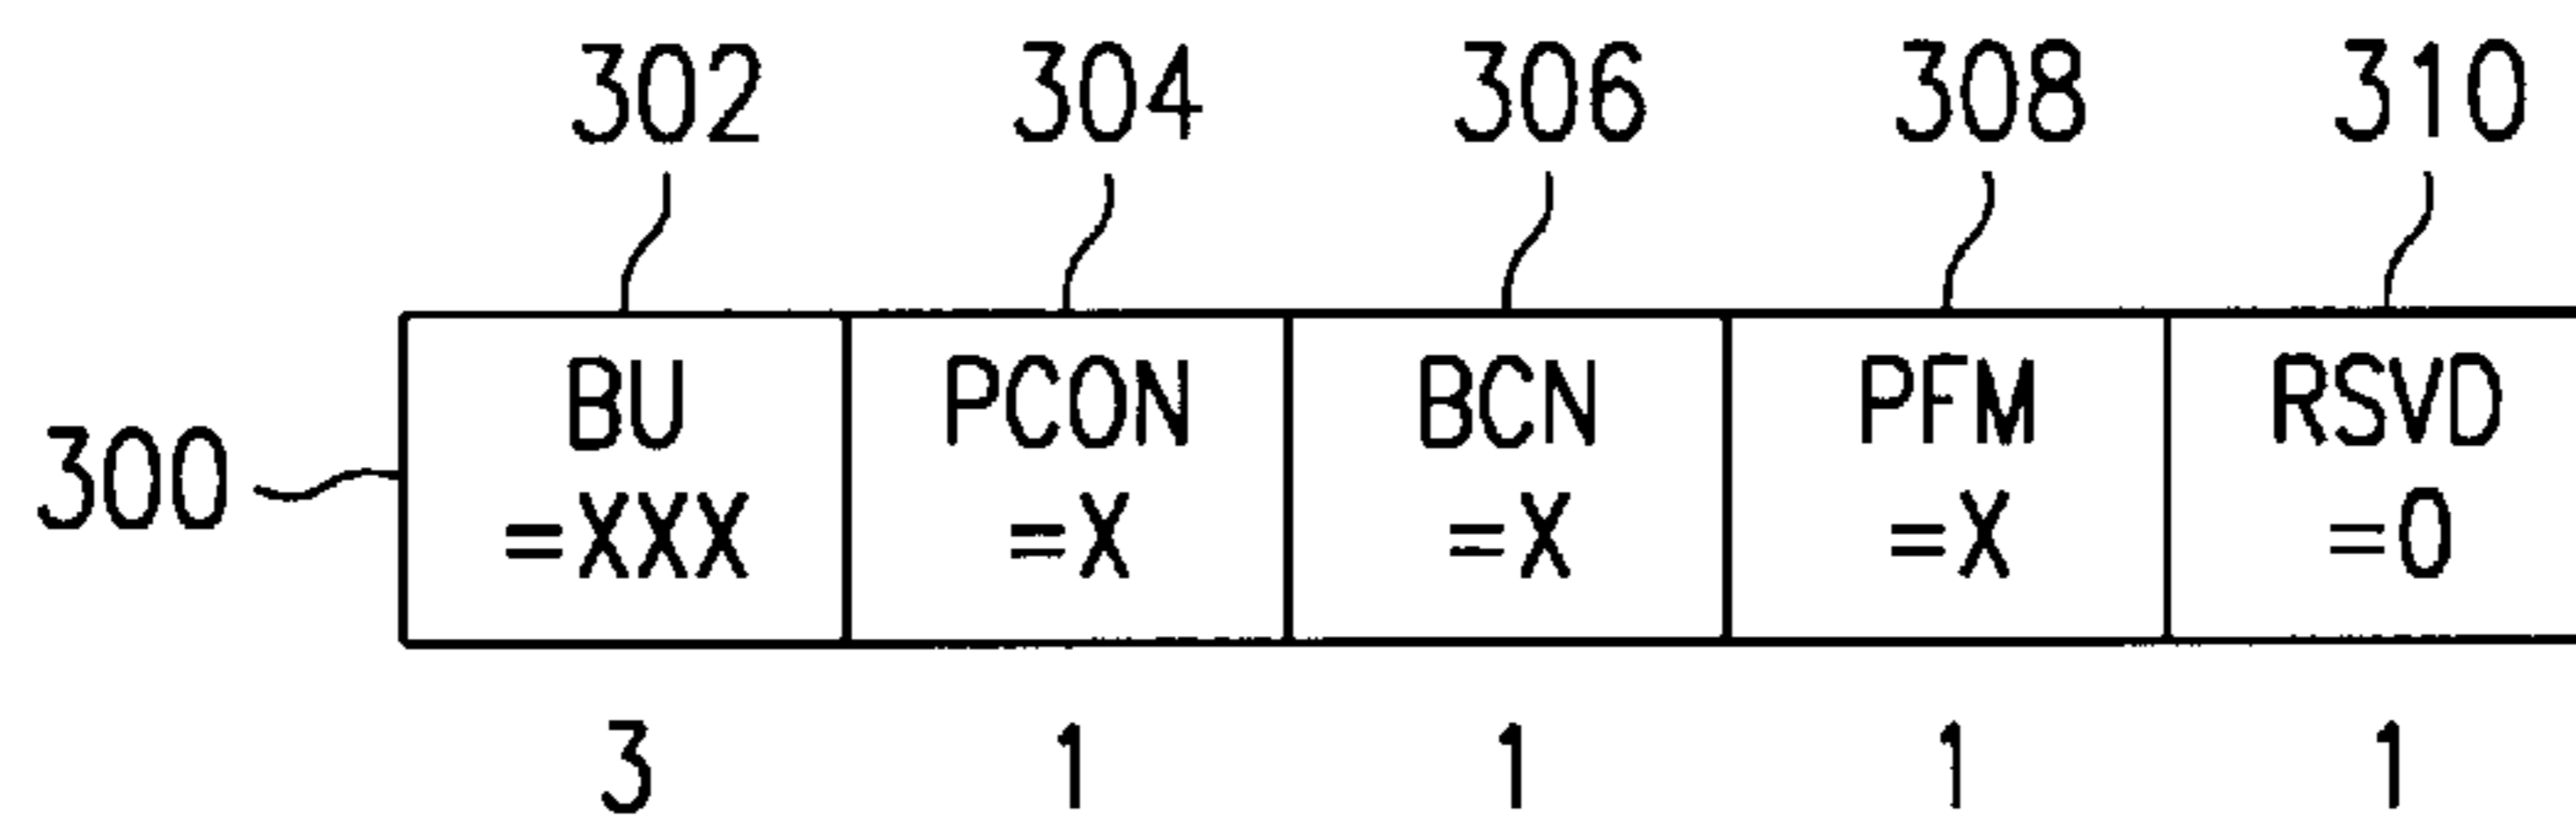 302 304 306 308 310
BU PCON BCN PFM RSVD
300 =XXX =X =X =X =0
3 1 1 1 1